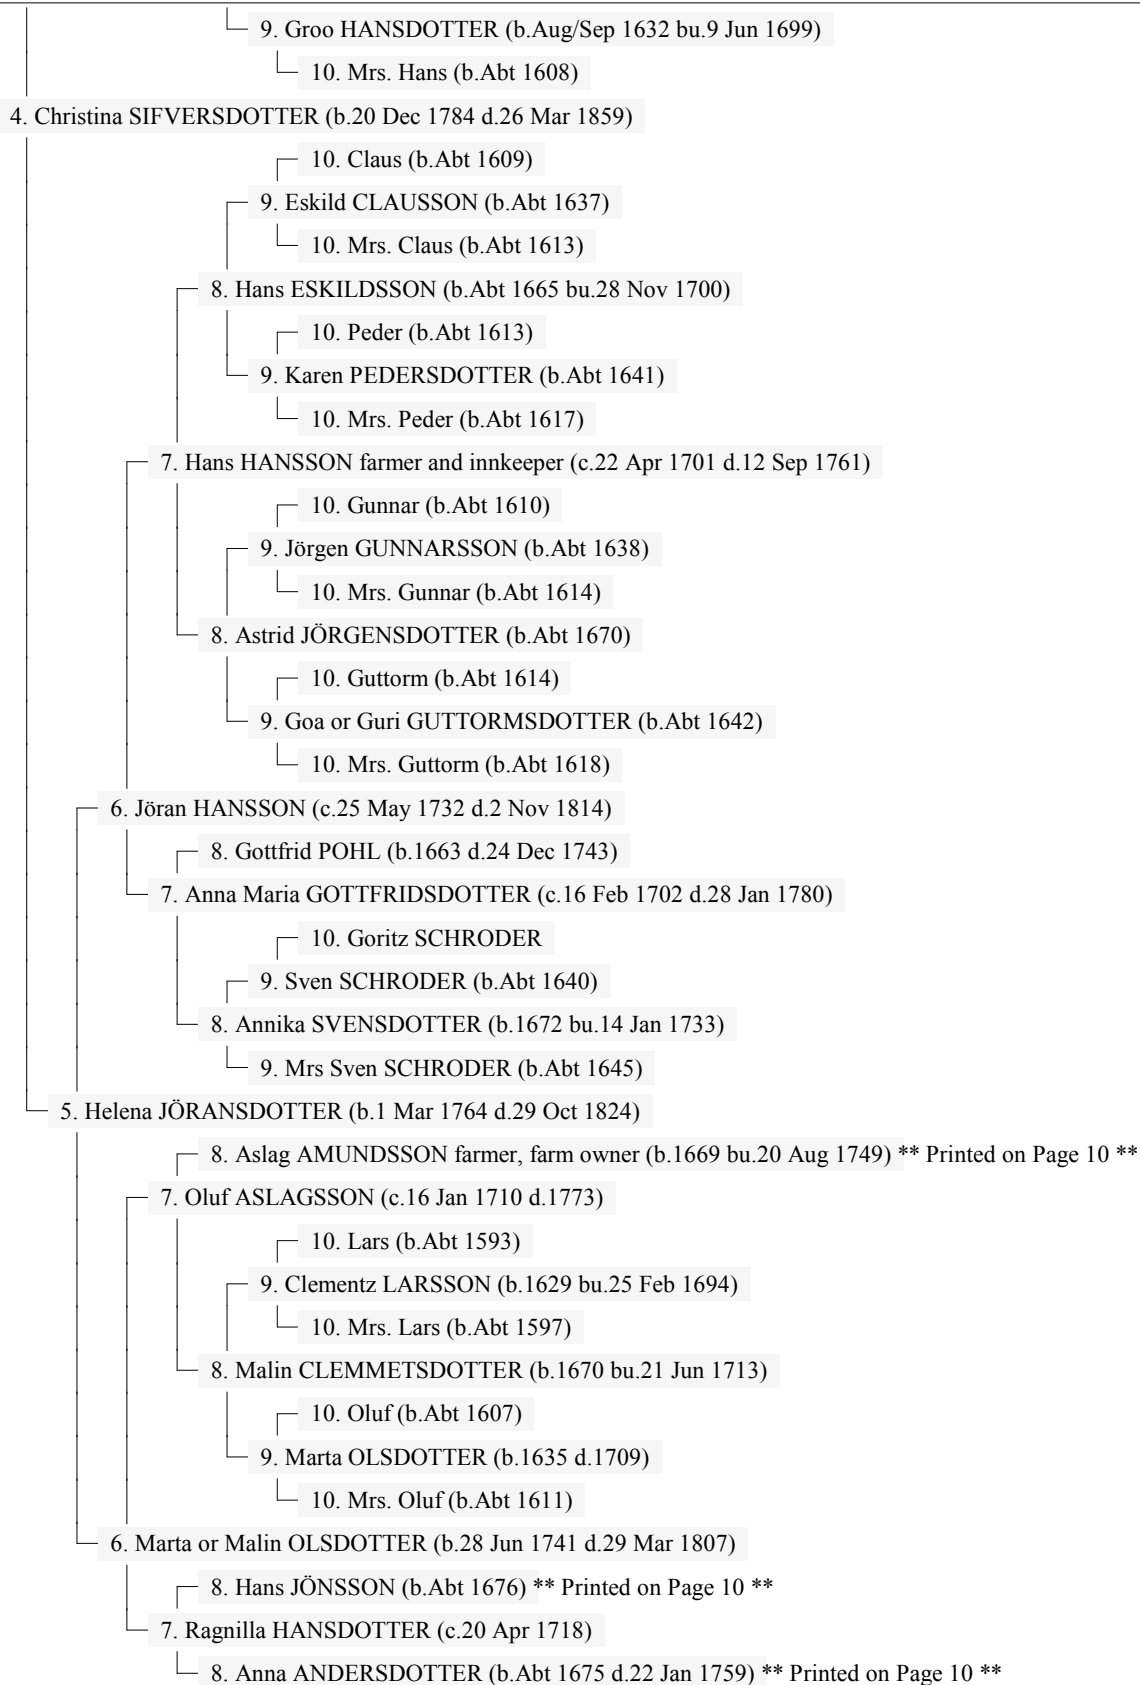 9. Groo HANSDOTTER (b.Aug/Sep 1632 bu.9 Jun 1699)
10. Mrs. Hans (b.Abt 1608)
4. Christina SIFVERSDOTTER (b.20 Dec 1784 d.26 Mar 1859)
10. Claus (b.Abt 1609)
9. Eskild CLAUSSON (b.Abt 1637)
10. Mrs. Claus (b.Abt 1613)
8. Hans ESKILDSSON (b.Abt 1665 bu.28 Nov 1700)
10. Peder (b.Abt 1613)
9. Karen PEDERSDOTTER (b.Abt 1641)
10. Mrs. Peder (b.Abt 1617)
7. Hans HANSSON farmer and innkeeper (c.22 Apr 1701 d.12 Sep 1761)
10. Gunnar (b.Abt 1610)
9. Jörgen GUNNARSSON (b.Abt 1638)
10. Mrs. Gunnar (b.Abt 1614)
8. Astrid JÖRGENSDOTTER (b.Abt 1670)
10. Guttorm (b.Abt 1614)
9. Goa or Guri GUTTORMSDOTTER (b.Abt 1642)
10. Mrs. Guttorm (b.Abt 1618)
6. Jöran HANSSON (c.25 May 1732 d.2 Nov 1814)
8. Gottfrid POHL (b.1663 d.24 Dec 1743)
7. Anna Maria GOTTFRIDSDOTTER (c.16 Feb 1702 d.28 Jan 1780)
10. Goritz SCHRODER
9. Sven SCHRODER (b.Abt 1640)
8. Annika SVENSDOTTER (b.1672 bu.14 Jan 1733)
9. Mrs Sven SCHRODER (b.Abt 1645)
5. Helena JÖRANSDOTTER (b.1 Mar 1764 d.29 Oct 1824)
8. Aslag AMUNDSSON farmer, farm owner (b.1669 bu.20 Aug 1749) ** Printed on Page 10 **
7. Oluf ASLAGSSON (c.16 Jan 1710 d.1773)
10. Lars (b.Abt 1593)
9. Clementz LARSSON (b.1629 bu.25 Feb 1694)
10. Mrs. Lars (b.Abt 1597)
8. Malin CLEMMETSDOTTER (b.1670 bu.21 Jun 1713)
10. Oluf (b.Abt 1607)
9. Marta OLSDOTTER (b.1635 d.1709)
10. Mrs. Oluf (b.Abt 1611)
6. Marta or Malin OLSDOTTER (b.28 Jun 1741 d.29 Mar 1807)
8. Hans JÖNSSON (b.Abt 1676) ** Printed on Page 10 **
7. Ragnilla HANSDOTTER (c.20 Apr 1718)
8. Anna ANDERSDOTTER (b.Abt 1675 d.22 Jan 1759) ** Printed on Page 10 **